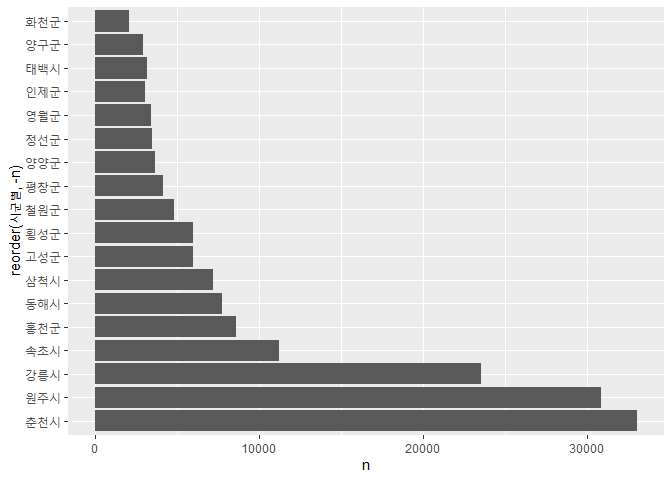 화천군
양구군
태백시
인제군
영월군
정선군
양양군
평창군
철원군
횡성군
고성군
삼척시
동해시
홍천군
속초시
강릉시
원주시
춘천시
reorder(시군별, -n)
0 10000 20000 30000
n